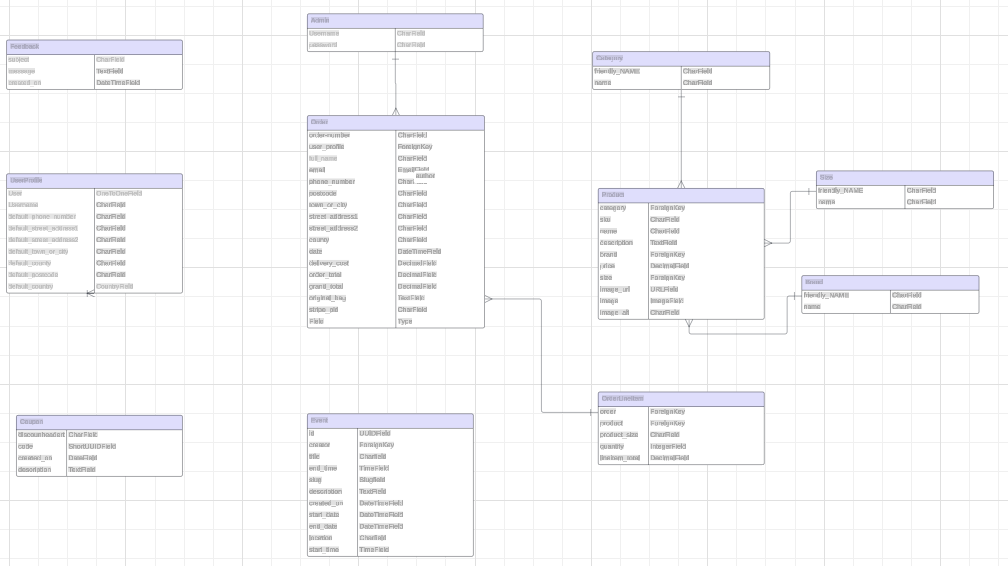 Admin
Username CharField
password CharField
Feedback
subject CharField
message TextField
created_on DateTimeField
Category
friendly_NAME CharField
name CharField
Order
order-number CharField
user_profile ForeignKey
full_name CharField
email
phone_number
postcode CharField
town_or_city CharField
street_address1 CharField
street_address2 CharField
county CharField
date DateTimeField
delivery_cost DecimalField
order_total DecimalField
grand_total DecimalField
original_bag TextField
stripe_pid CharField
Field Type
UserProfile
User OneToOneField
Username CharField
default_phone_number CharField
default_street_address1 CharField
default_street_address2 CharField
default_town_or_city CharField
default_county CharField
default_postcode CharField
default_country CountryField
Product
category ForeignKey
sku CharField
name CharField
description TextField
brand ForeignKey
price DecimalField
size ForeignKey
image_url URLField
image ImageField
image_alt CharField
Size
friendly_NAME CharField
name CharField
Brand
friendly_NAME CharField
name CharField
OrderLineItem
order ForeignKey
product ForeignKey
product_size CharField
quantity IntegerField
lineitem_total DecimalField
Coupon
CharField
code ShortUUIDField
created_on DateField
description TextField
Event
id UUIDField
creator ForeignKey
title Charfield
end_time TimeField
slug Slugfield
description TextField
created_on DateTimeField
start_date DateTimeField
end_date DateTimeField
location Charfield
start_time TimeField